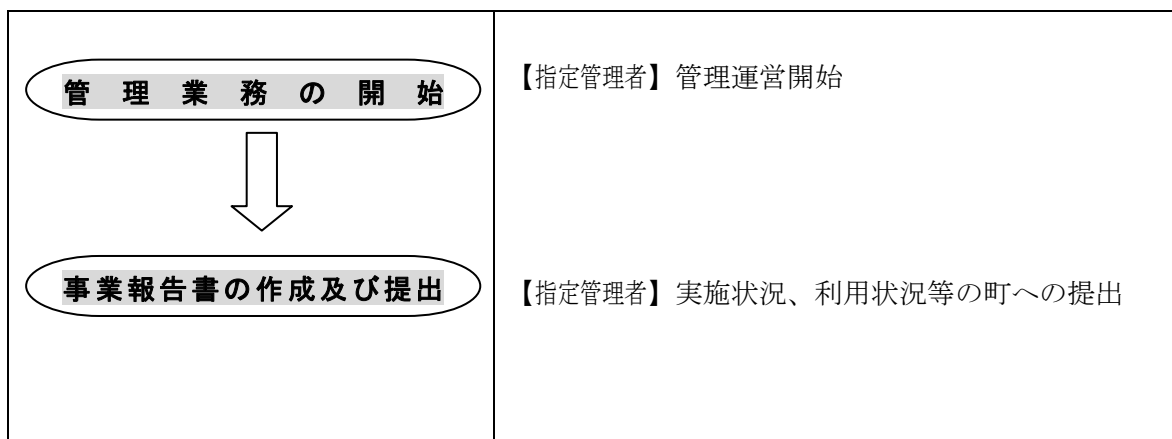 管理業務の開始
【指定管理者】管理運営開始
事業報告書の作成及び提出
【指定管理者】実施状況、利用状況等の町への提出